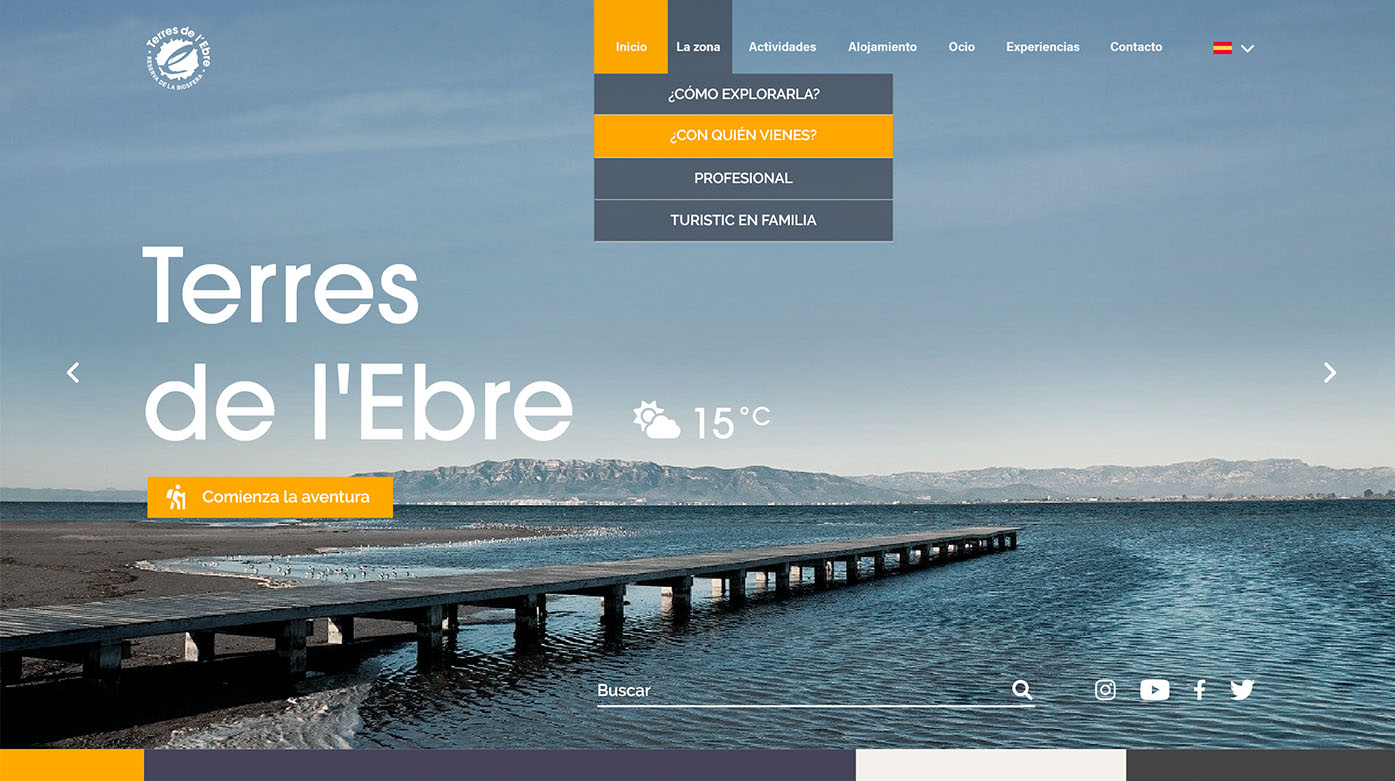 Terres de l'Ebre
RESERVA DE LA BIOSFERA
Inicio
La zona
Actividades
Alojamiento
Ocio
Experiencias
Contacto
¿CÓMO EXPLORARLA?
¿CON QUIÉN VIENES?
PROFESIONAL
TURISTIC EN FAMILIA
Terres
de l'Ebre
15 °C
Comienza la aventura
Buscar